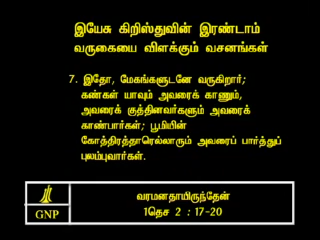 இயேசு கிறிஸ்துவின் இரண்டாம்
வருகையை விளக்கும் வசனங்கள்
7. இதோ, மேகங்களுடனே வருகிறார்;
கண்கள் யாவும் அவரைக் காணும்,
அவரைக் குத்தினவர்களும் அவரைக்
காண்பார்கள்; பூமியின்
கோத்திரத்தாரெல்லாரும் அவரைப் பார்த்துப்
புலம்புவார்கள்.
வரமனதாயிருந்தேன்
1தெச 2 : 17-20
GNP